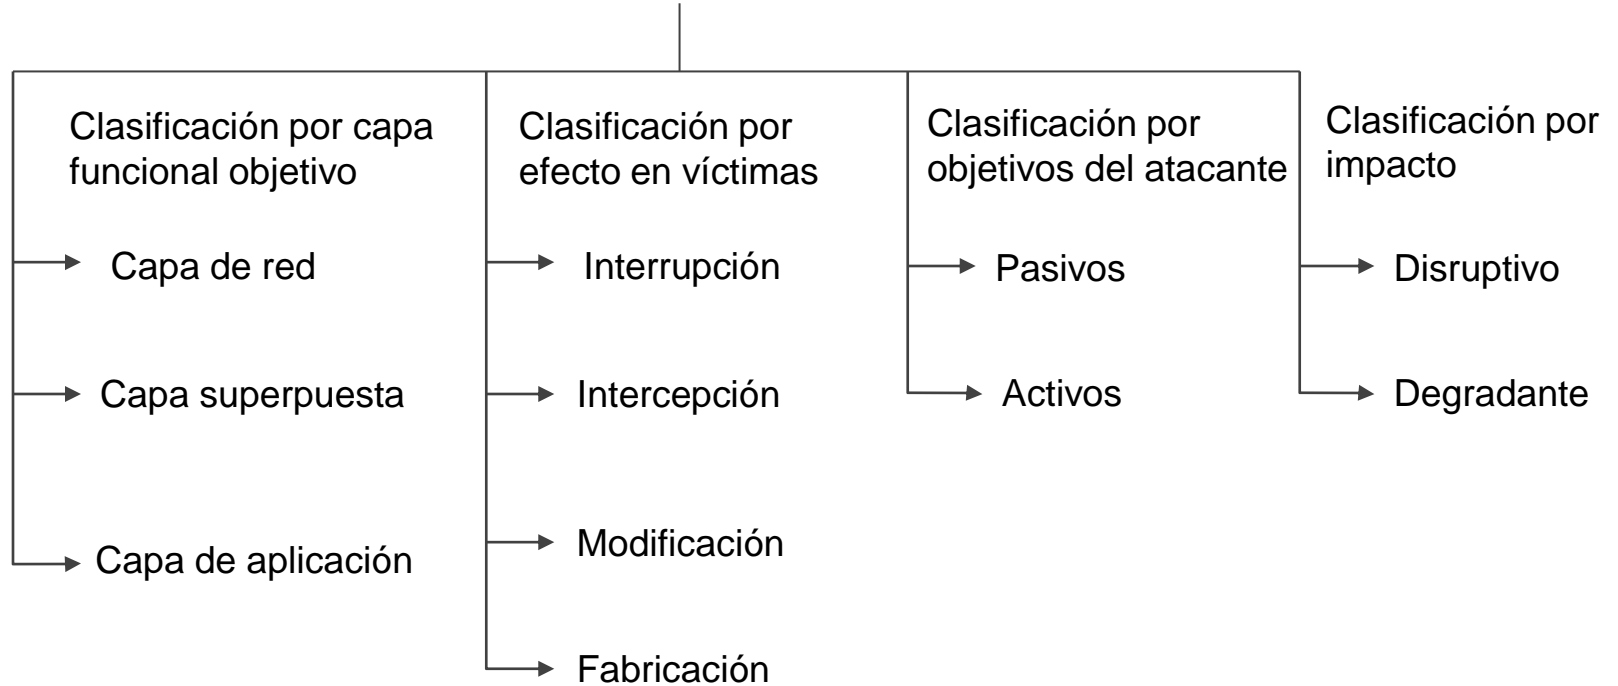 Clasificación por capa
funcional objetivo
Capa de red
Capa superpuesta
Capa de aplicación
Clasificación por
efecto en víctimas
Interrupción
Intercepción
Modificación
Fabricación
Clasificación por
objetivos del atacante
Pasivos
Activos
Clasificación por
impacto
Disruptivo
Degradante